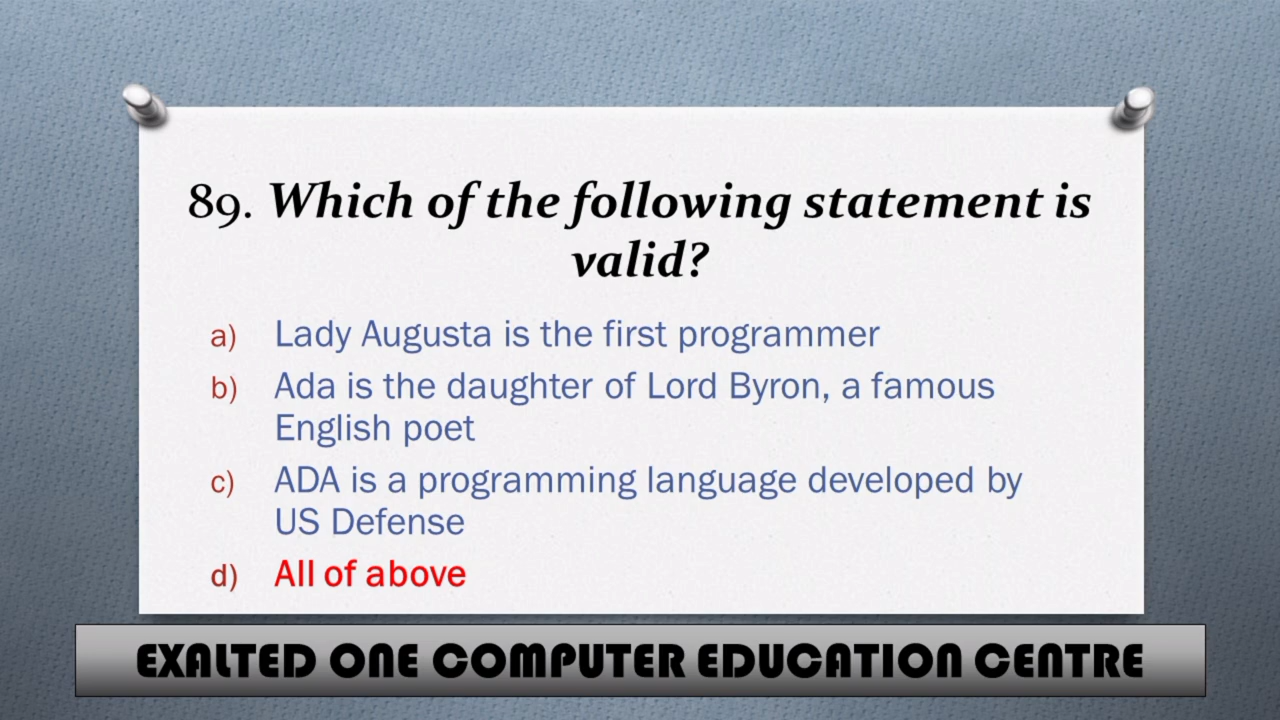 89. Which of the following statement is
valid?
a) Lady Augusta is the first programmer
b) Ada is the daughter of Lord Byron, a famous
English poet
c) ADA is a programming language developed by
US Defense
d) All of above
EXALTED ONE COMPUTER EDUCATION CENTRE